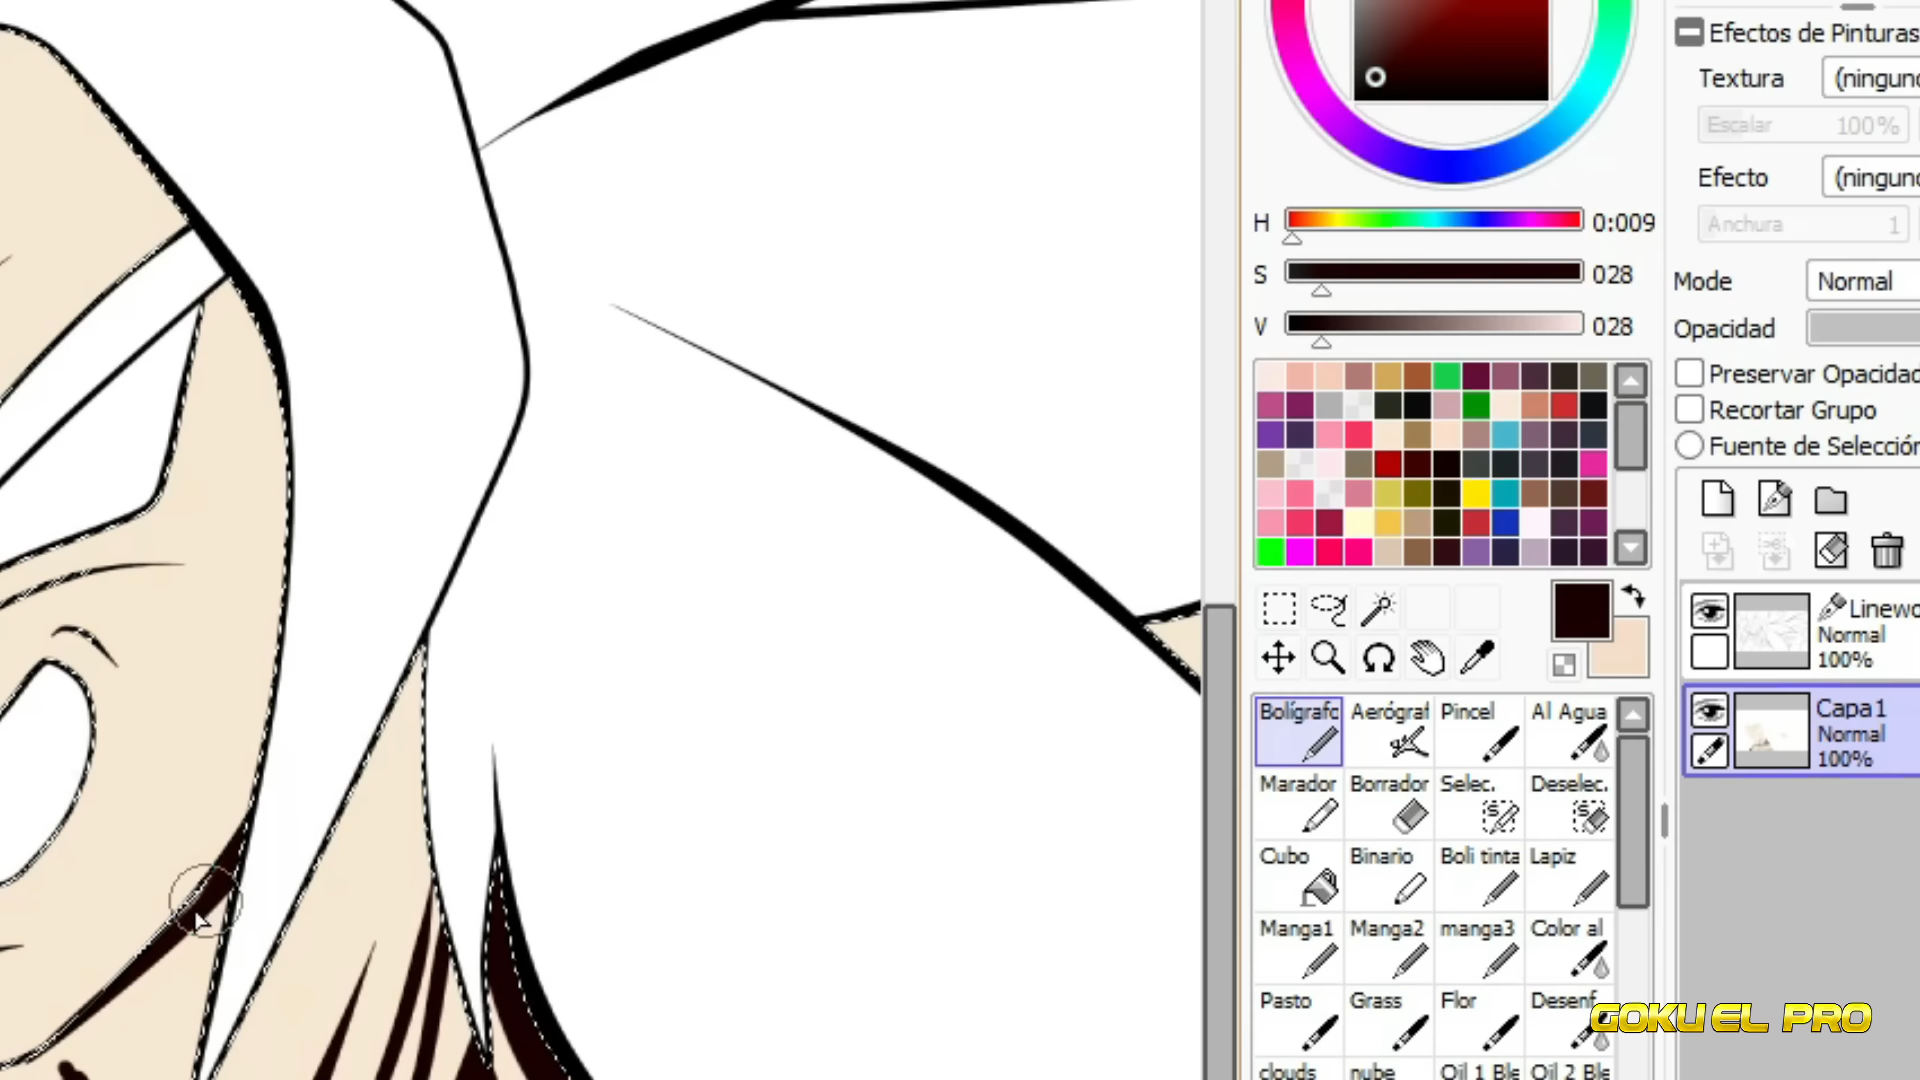 Efectos de Pinturas
Textura (ninguno
Escalar 100%
Efecto (ninguno
Anchura 1
H 0:009
S 028
V 028
Mode Normal
Opacidad
Preservar Opacidad
Recortar Grupo
Fuente de Selección
Linewo
Normal
100%
Capa1
Normal
100%
Bolígrafo Aerógraf Pincel Al Agua
Marador Borrador Selec. Deselec.
Cubo Binario Boli tinta Lapiz
Manga1 Manga2 manga3 Color al
Pasto Grass Flor Desenf
clouds nube Oil 1 Ble Oil 2 Ble
GOKU EL PRO